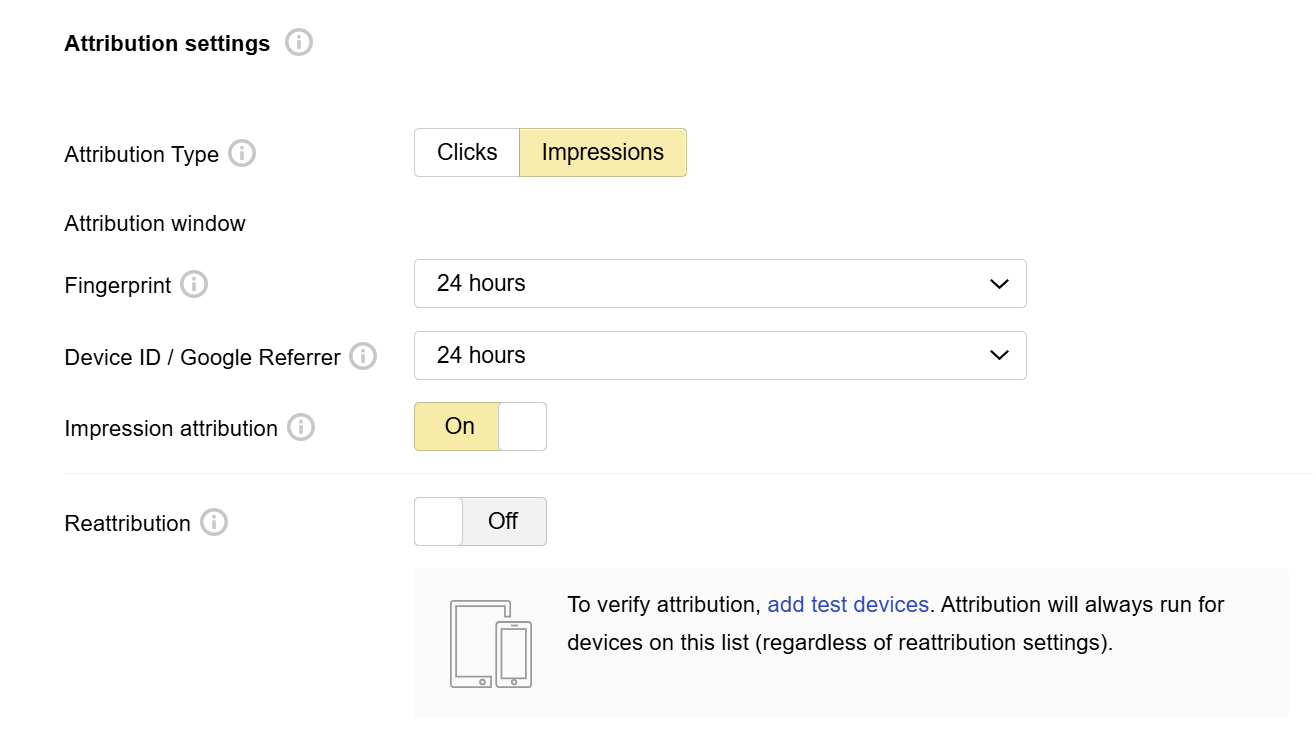 Attribution settings
Attribution Type
Clicks
Impressions
Attribution window
Fingerprint
24 hours
Device ID / Google Referrer
24 hours
Impression attribution
On
Reattribution
Off
To verify attribution, add test devices. Attribution will always run for
devices on this list (regardless of reattribution settings).